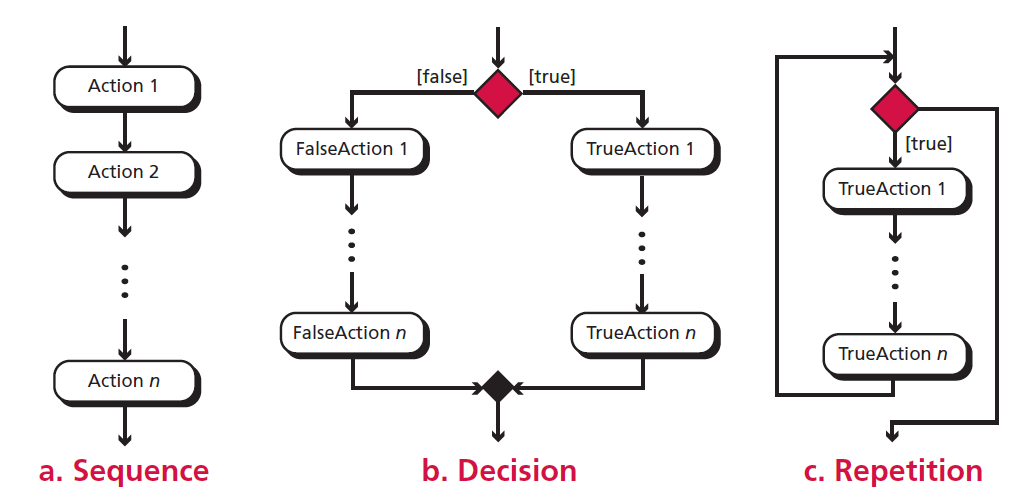 Action 1
Action 2
Action n
a. Sequence
[false]
[true]
FalseAction 1
TrueAction 1
FalseAction n
TrueAction n
b. Decision
[true]
TrueAction 1
TrueAction n
c. Repetition